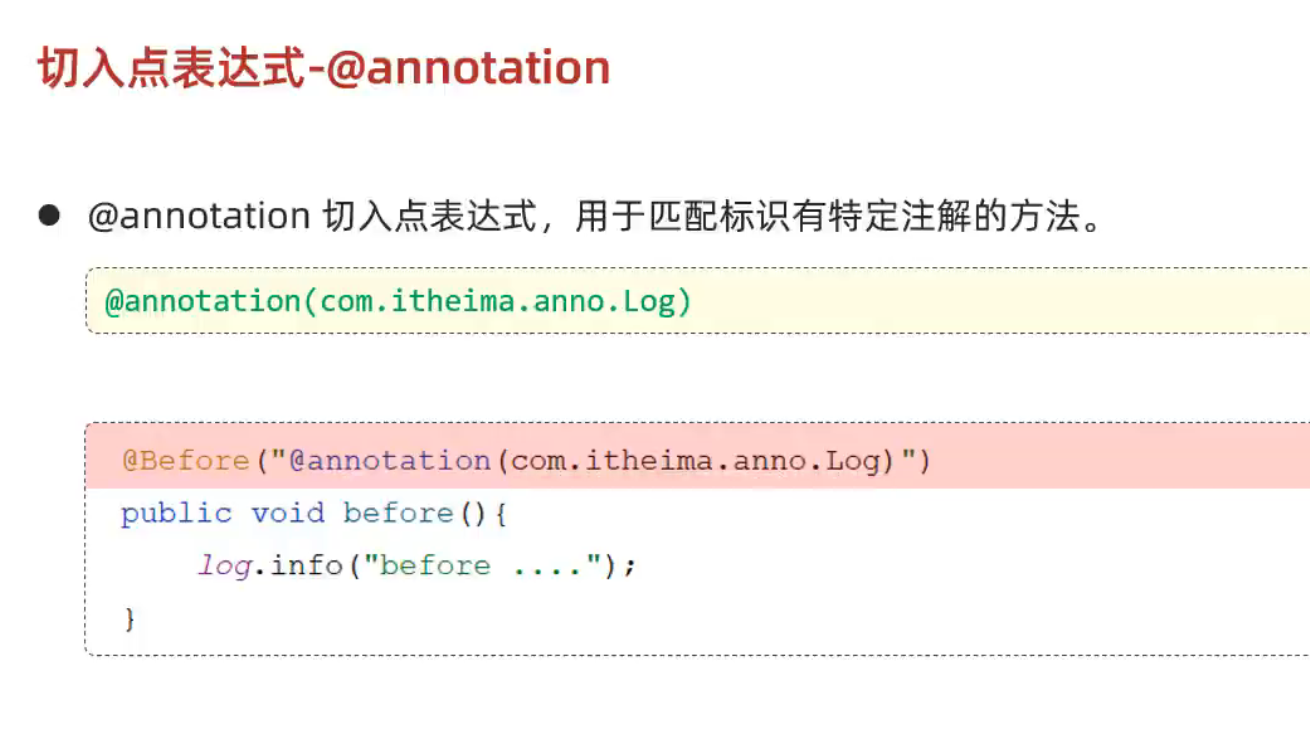 切入点表达式-@annotation
@annotation 切入点表达式，用于匹配标识有特定注解的方法。
@annotation(com.itheima.anno.Log)
@Before("@annotation(com.itheima.anno.Log)")
public void before(){
log.info("before ....");
}